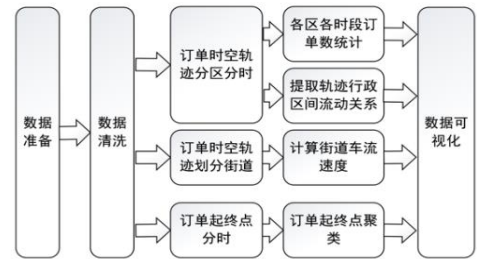 数据
准备
数据
清洗
订单时空轨
迹分区分时
各区各时段订
单数统计
提取轨迹行政
区间流动关系
订单时空轨
迹划分街道
计算街道车流
速度
订单起终点
分时
订单起终点聚
类
数据可
视化